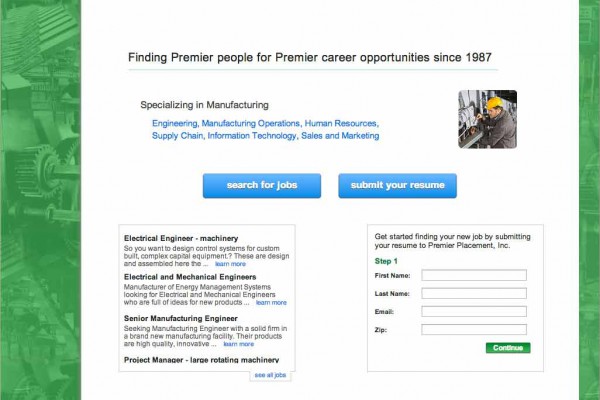 Finding Premier people for Premier career opportunities since 1987
Specializing in Manufacturing
Engineering, Manufacturing Operations, Human Resources,
Supply Chain, Information Technology, Sales and Marketing
search for jobs
submit your resume
Electrical Engineer - machinery
So you want to design control systems for custom
built, complex capital equipment.? These are design
and assembled here the ... learn more
Electrical and Mechanical Engineers
Manufacturer of Energy Management Systems
looking for Electrical and Mechanical Engineers
who are full of ideas for new products ... learn more
Senior Manufacturing Engineer
Seeking Manufacturing Engineer with a solid firm in
a brand new manufacturing facility. Their products
are high quality, innovative ... learn more
Project Manager - large rotating machinery
see all jobs
Get started finding your new job by submitting
your resume to Premier Placement, Inc.
Step 1
First Name:
Last Name:
Email:
Zip:
Continue